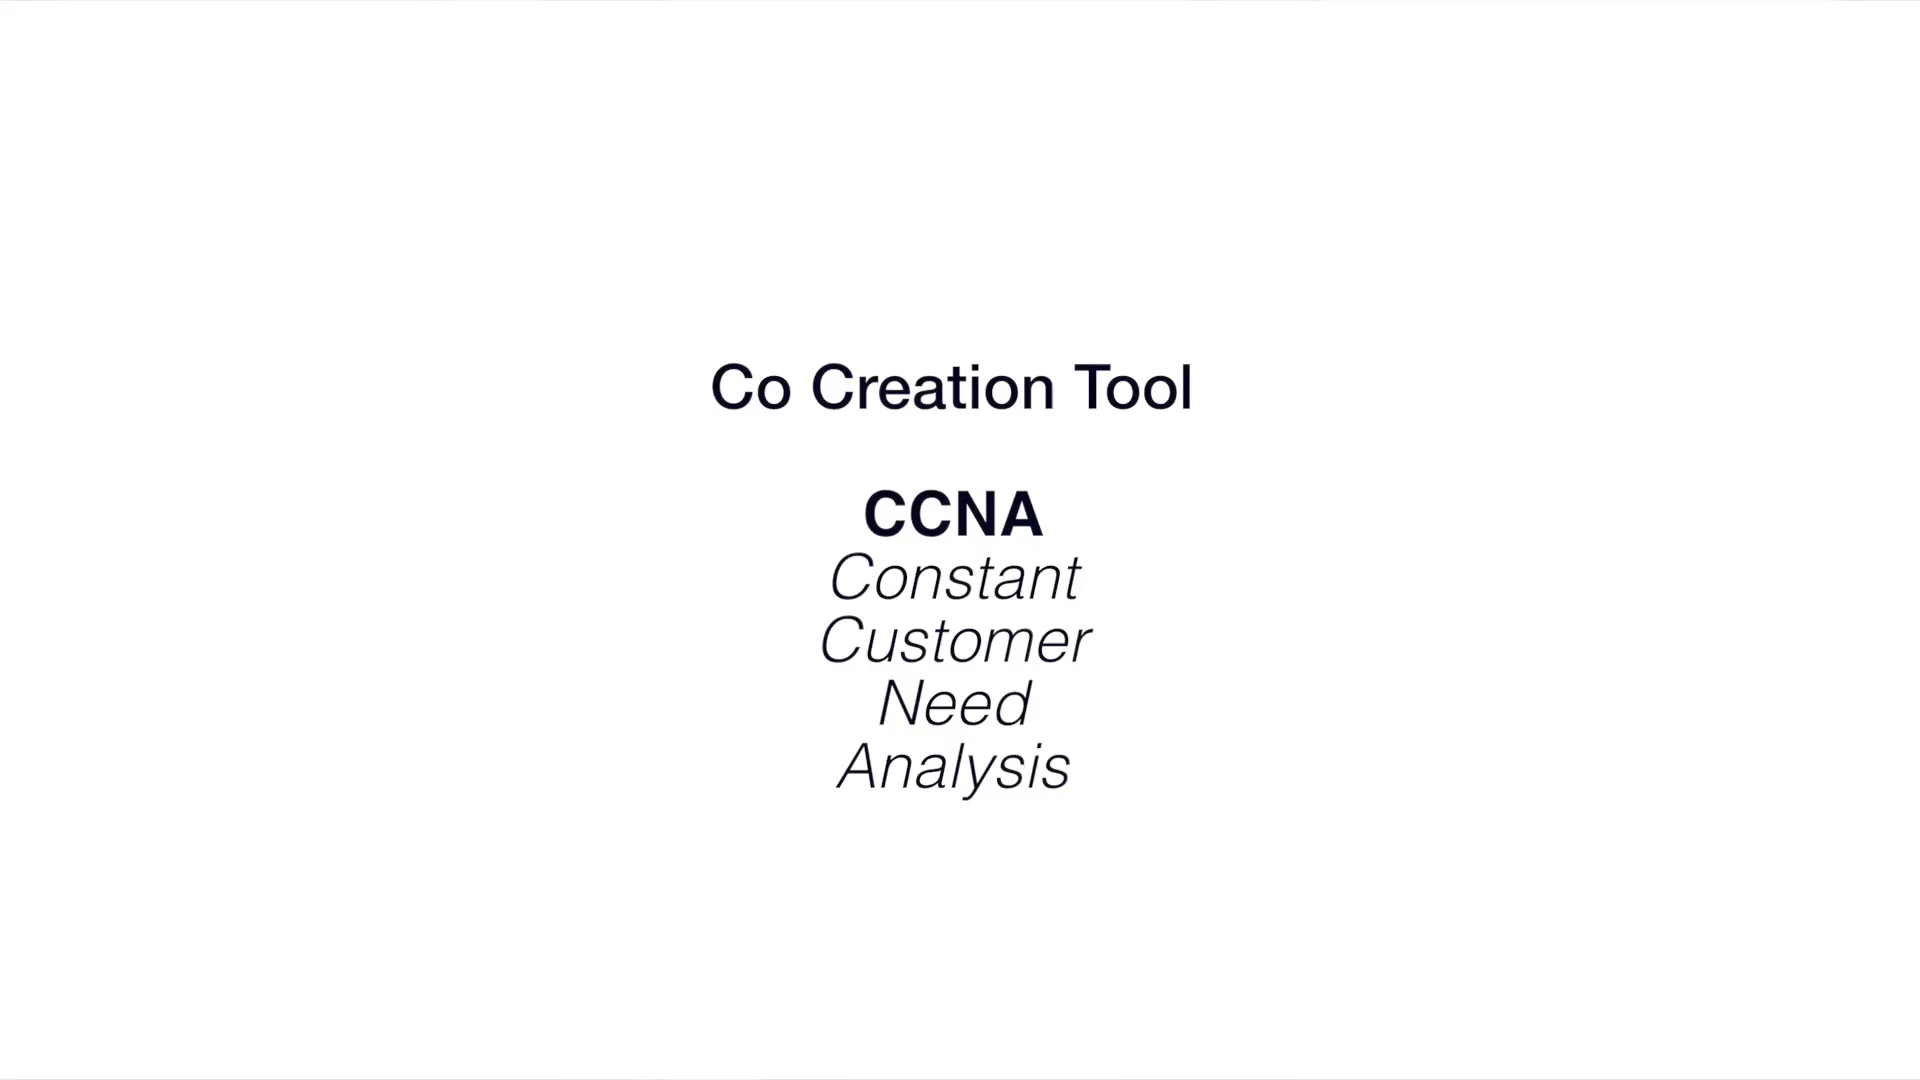 Co Creation Tool
CCNA
Constant
Customer
Need
Analysis